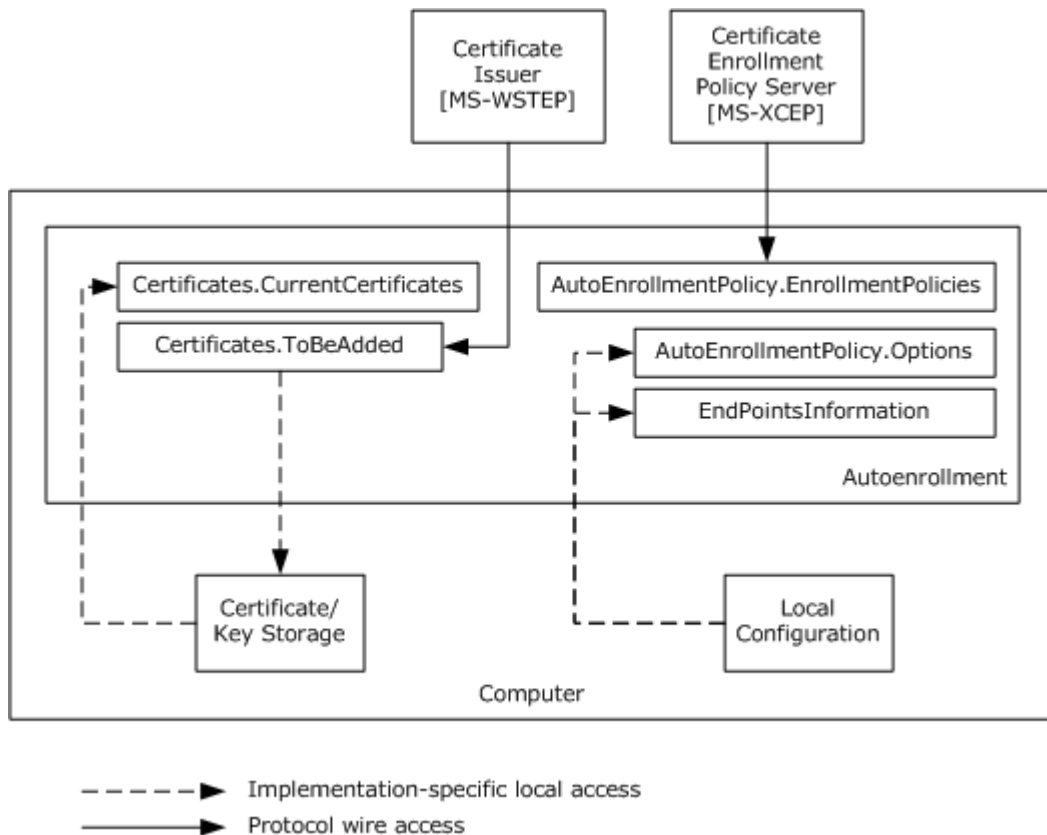 Certificate
Issuer
[MS-WSTEP]
Certificate
Enrollment
Policy Server
[MS-XCEP]
Certificates.CurrentCertificates
Certificates.ToBeAdded
AutoEnrollmentPolicy.EnrollmentPolicies
AutoEnrollmentPolicy.Options
EndPointsInformation
Autoenrollment
Certificate/
Key Storage
Local
Configuration
Computer
Implementation-specific local access
Protocol wire access